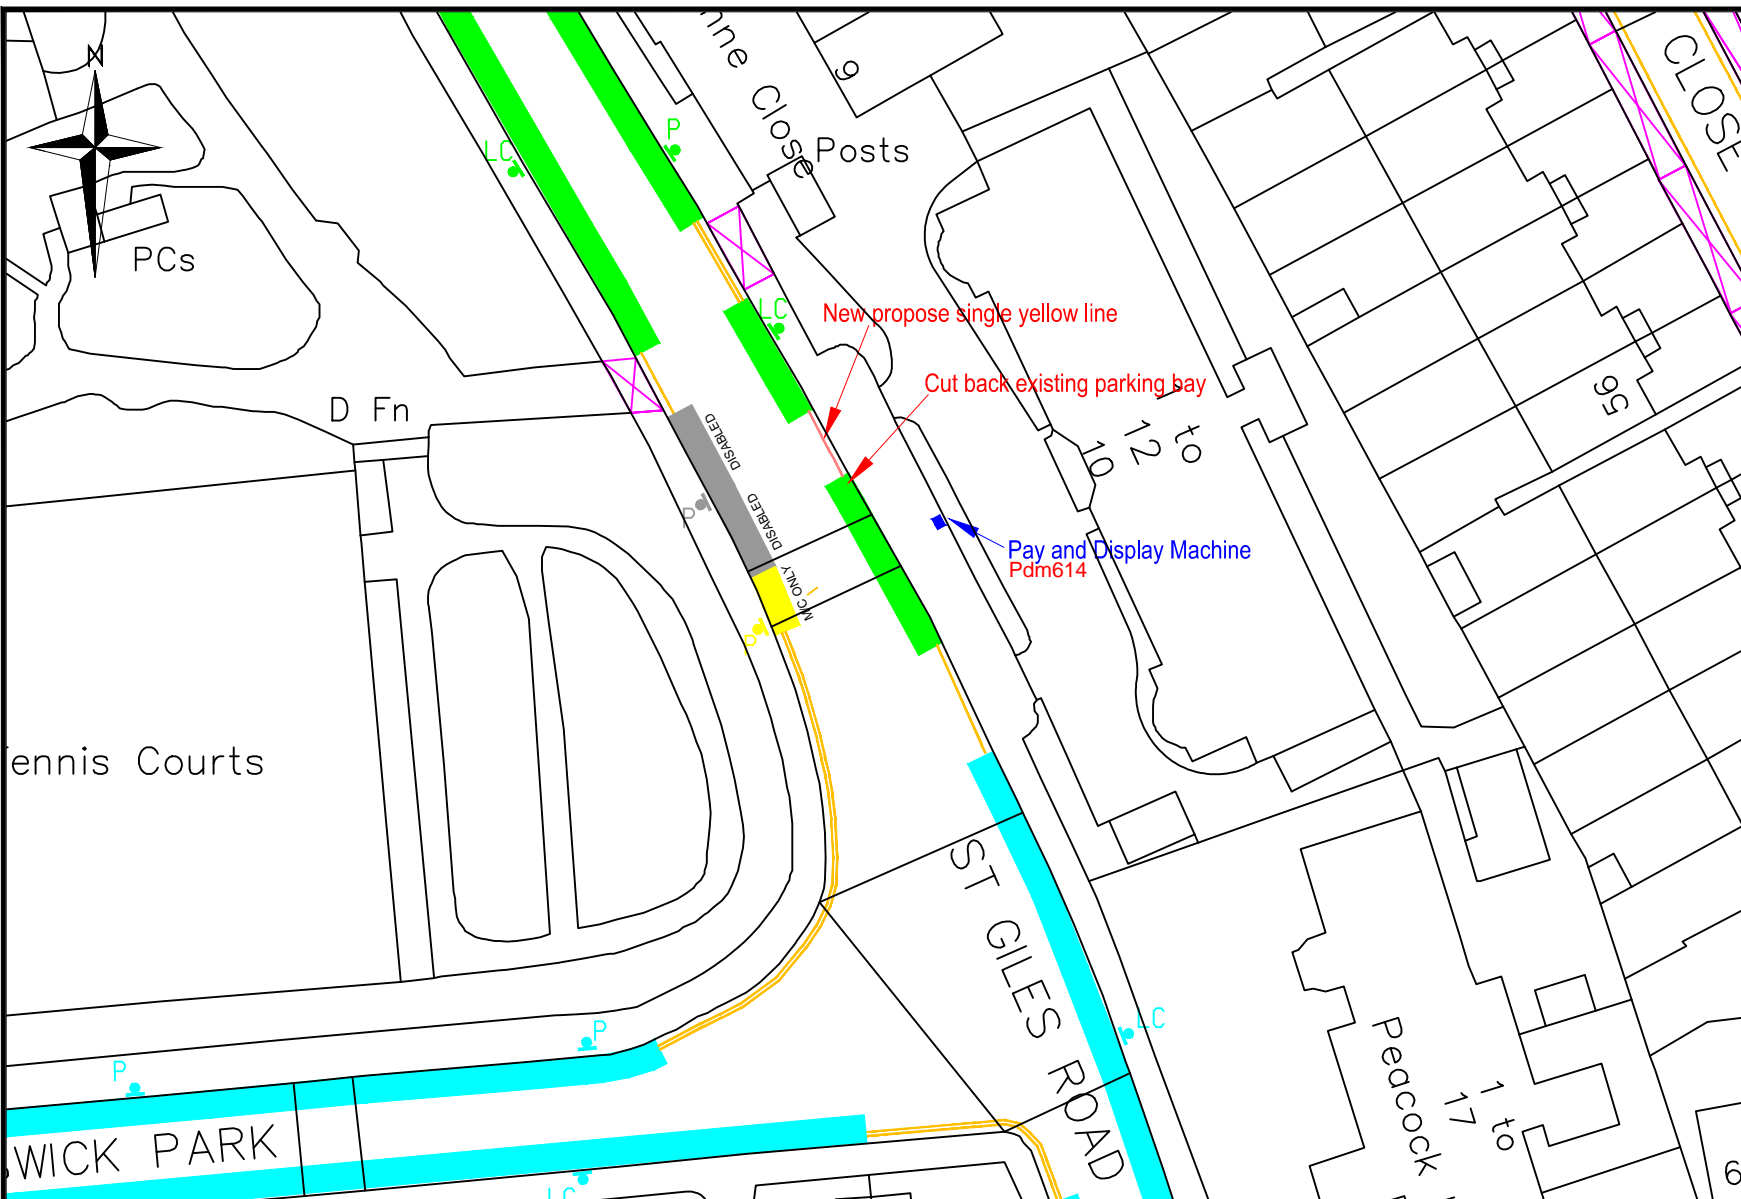 N
nne Close
9
CLOSE
P
LC
Posts
PCs
LC
New propose single yellow line
Cut back existing parking bay
D Fn
DISABLED
DISABLED
P
10
12
to
1
56
Pay and Display Machine
Pdm614
M/C ONLY
P
ennis Courts
ST GILES ROAD
LC
P
P
WICK PARK
LC
Peacock
17
1 to
6